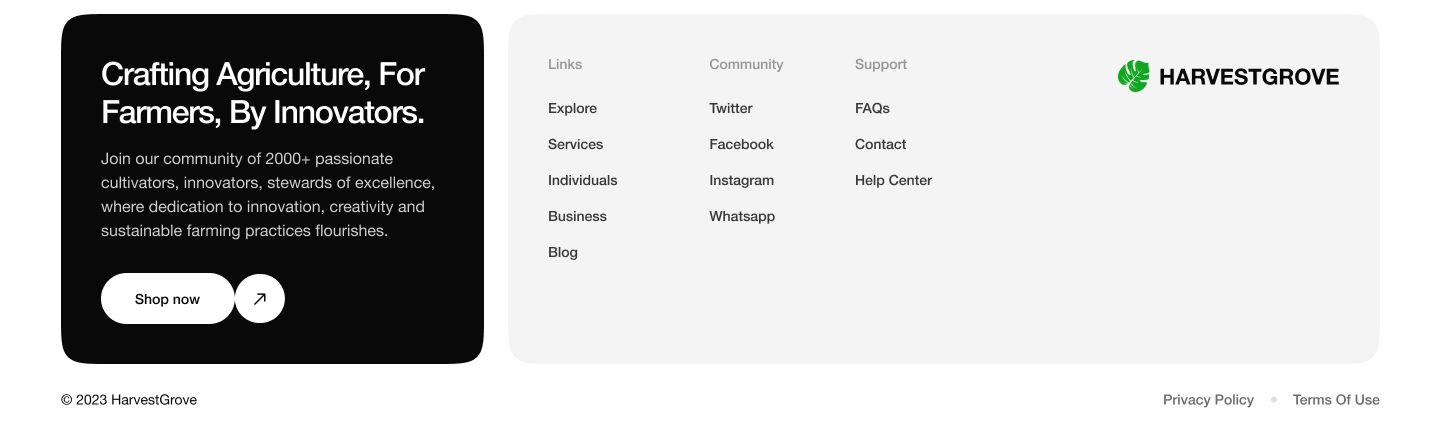 Crafting Agriculture, For
Farmers, By Innovators.
Join our community of 2000+ passionate
cultivators, innovators, stewards of excellence,
where dedication to innovation, creativity and
sustainable farming practices flourishes.
Shop now
Links
Explore
Services
Individuals
Business
Blog
Community
Twitter
Facebook
Instagram
Whatsapp
Support
FAQs
Contact
Help Center
HARVESTGROVE
© 2023 HarvestGrove
Privacy Policy
Terms Of Use